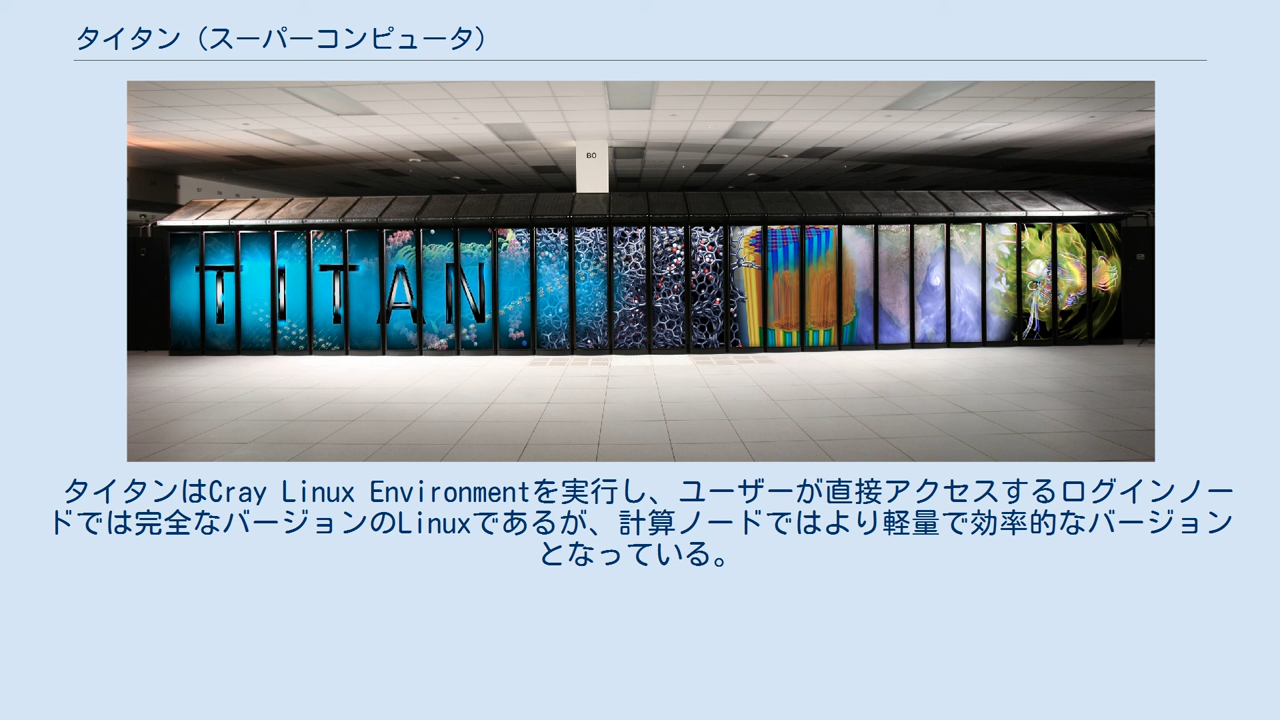 タイタン（スーパーコンピュータ）
BO
TITAN
タイタンはCray Linux Environmentを実行し、ユーザーが直接アクセスするログインノー
ドでは完全なバージョンのLinuxであるが、計算ノードではより軽量で効率的なバージョン
となっている。